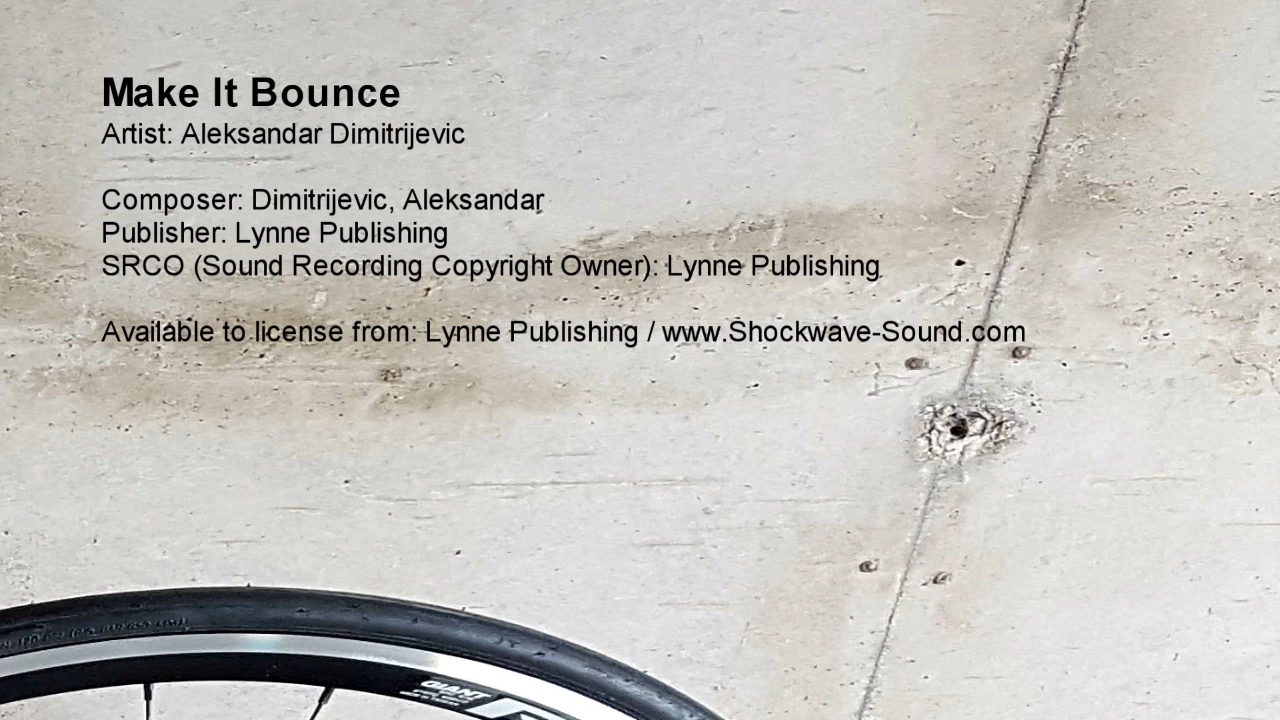 Make It Bounce
Artist: Aleksandar Dimitrijevic
Composer: Dimitrijevic, Aleksandar
Publisher: Lynne Publishing
SRCO (Sound Recording Copyright Owner): Lynne Publishing
Available to license from: Lynne Publishing / www.Shockwave-Sound.com
GIANT